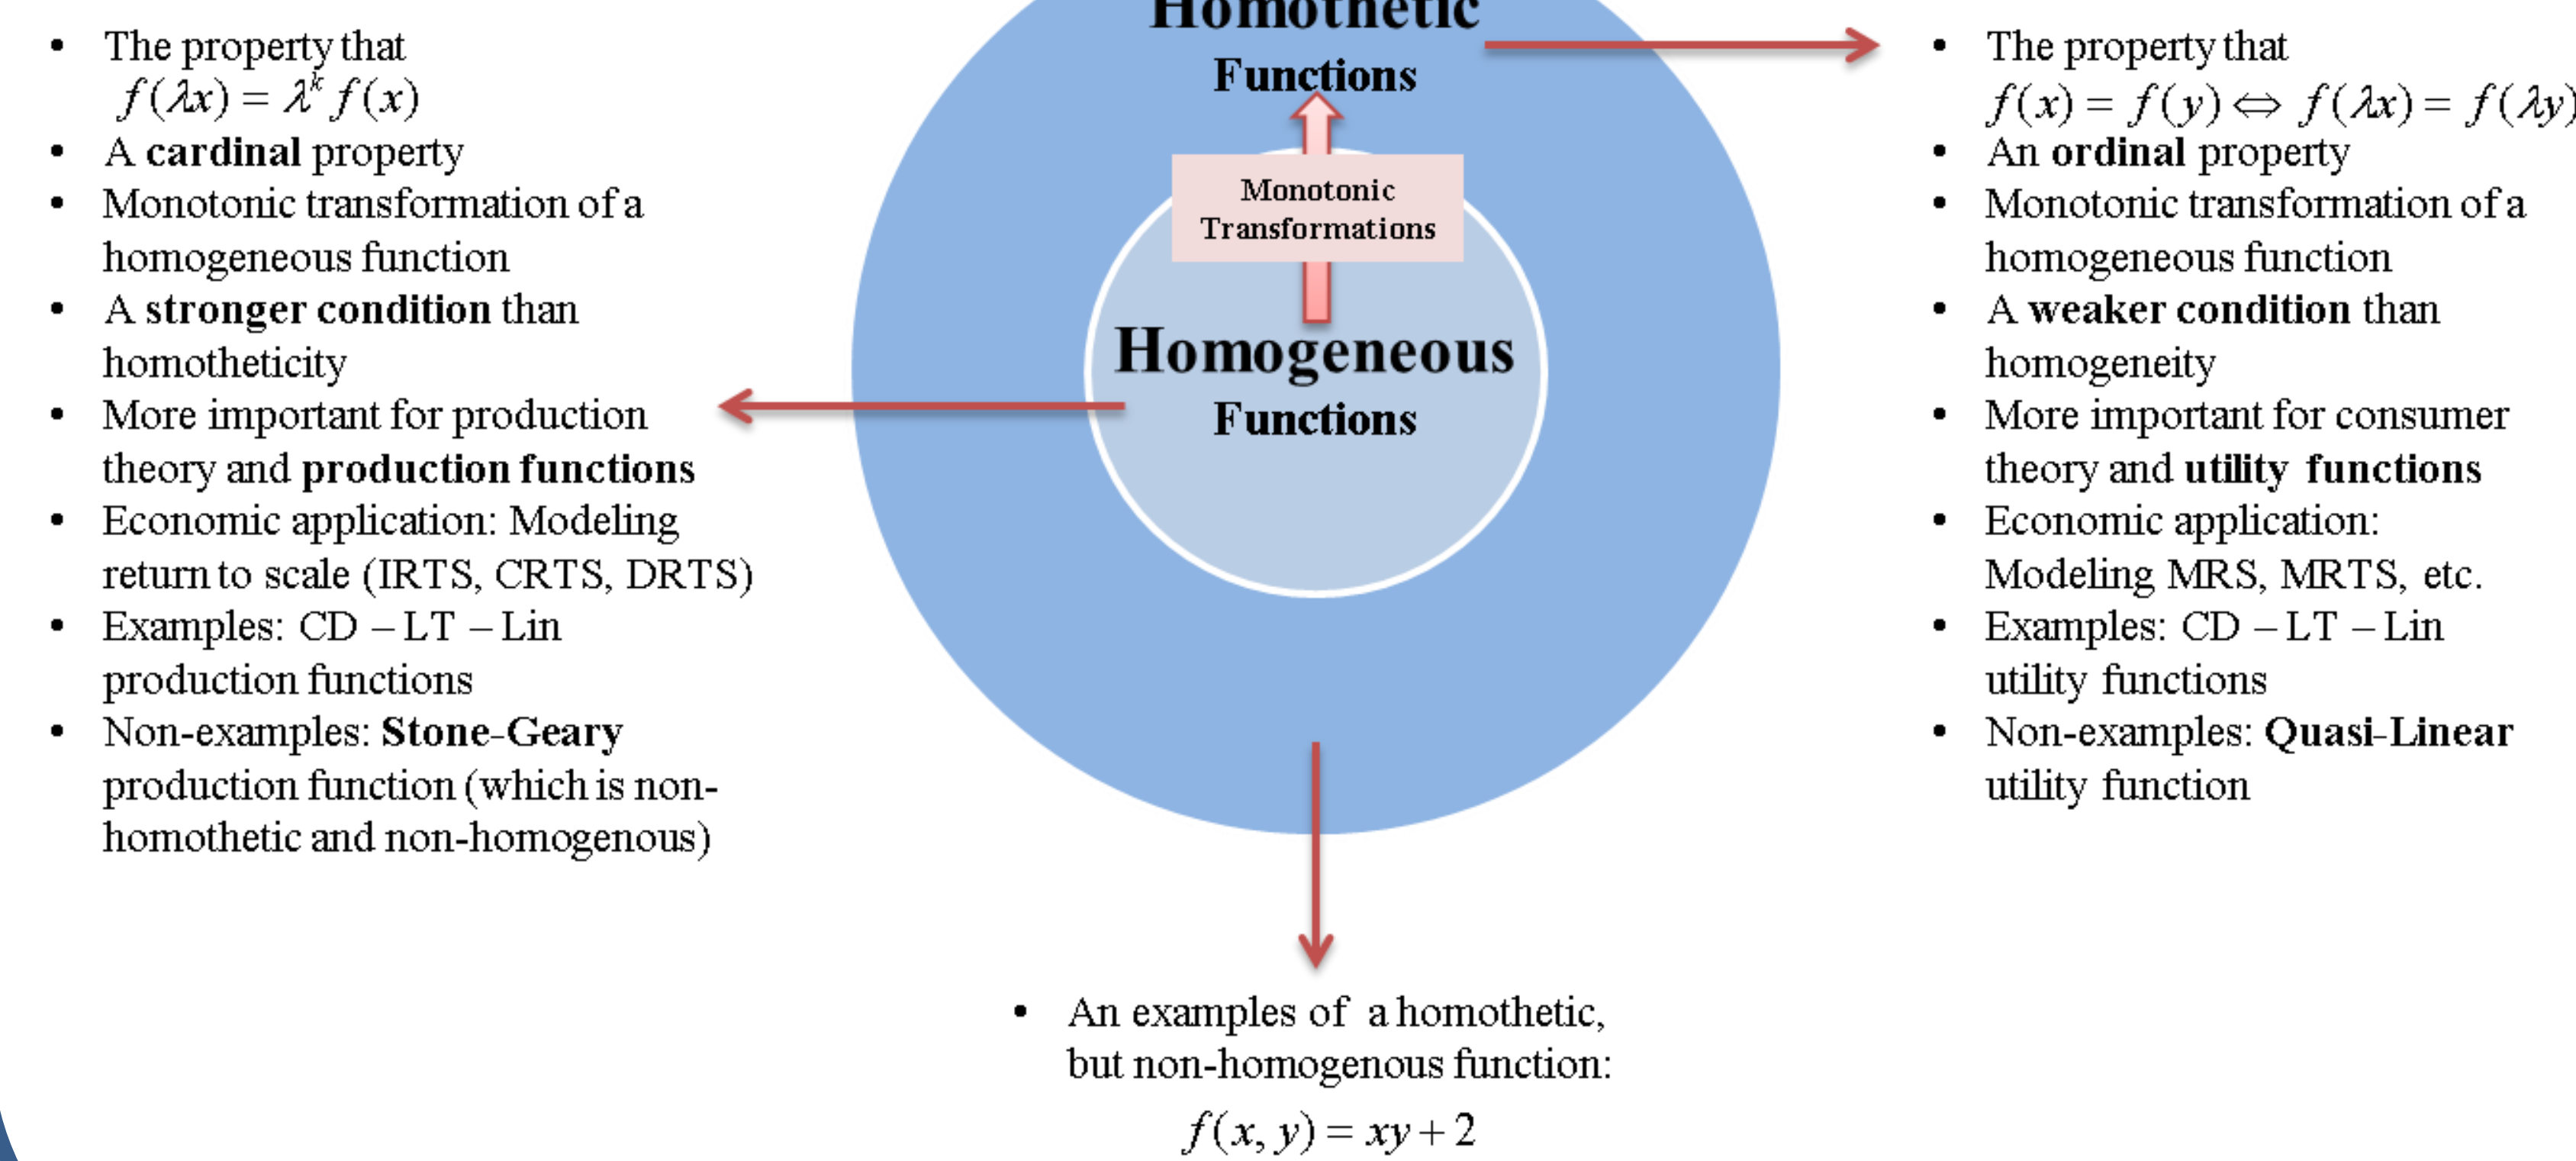 • The property that
f(λx) = λ^k f(x)
• A cardinal property
• Monotonic transformation of a
homogeneous function
• A stronger condition than
homotheticity
• More important for production
theory and production functions
• Economic application: Modeling
return to scale (IRTS, CRTS, DRTS)
• Examples: CD – LT – Lin
production functions
• Non-examples: Stone-Geary
production function (which is non-
homothetic and non-homogenous)
Homothetic
Functions
Monotonic
Transformations
Homogeneous
Functions
• The property that
f(x) = f(y) ⇔ f(λx) = f(λy)
• An ordinal property
• Monotonic transformation of a
homogeneous function
• A weaker condition than
homogeneity
• More important for consumer
theory and utility functions
• Economic application:
Modeling MRS, MRTS, etc.
• Examples: CD – LT – Lin
utility functions
• Non-examples: Quasi-Linear
utility function
• An examples of a homothetic,
but non-homogenous function:
f(x, y) = xy + 2